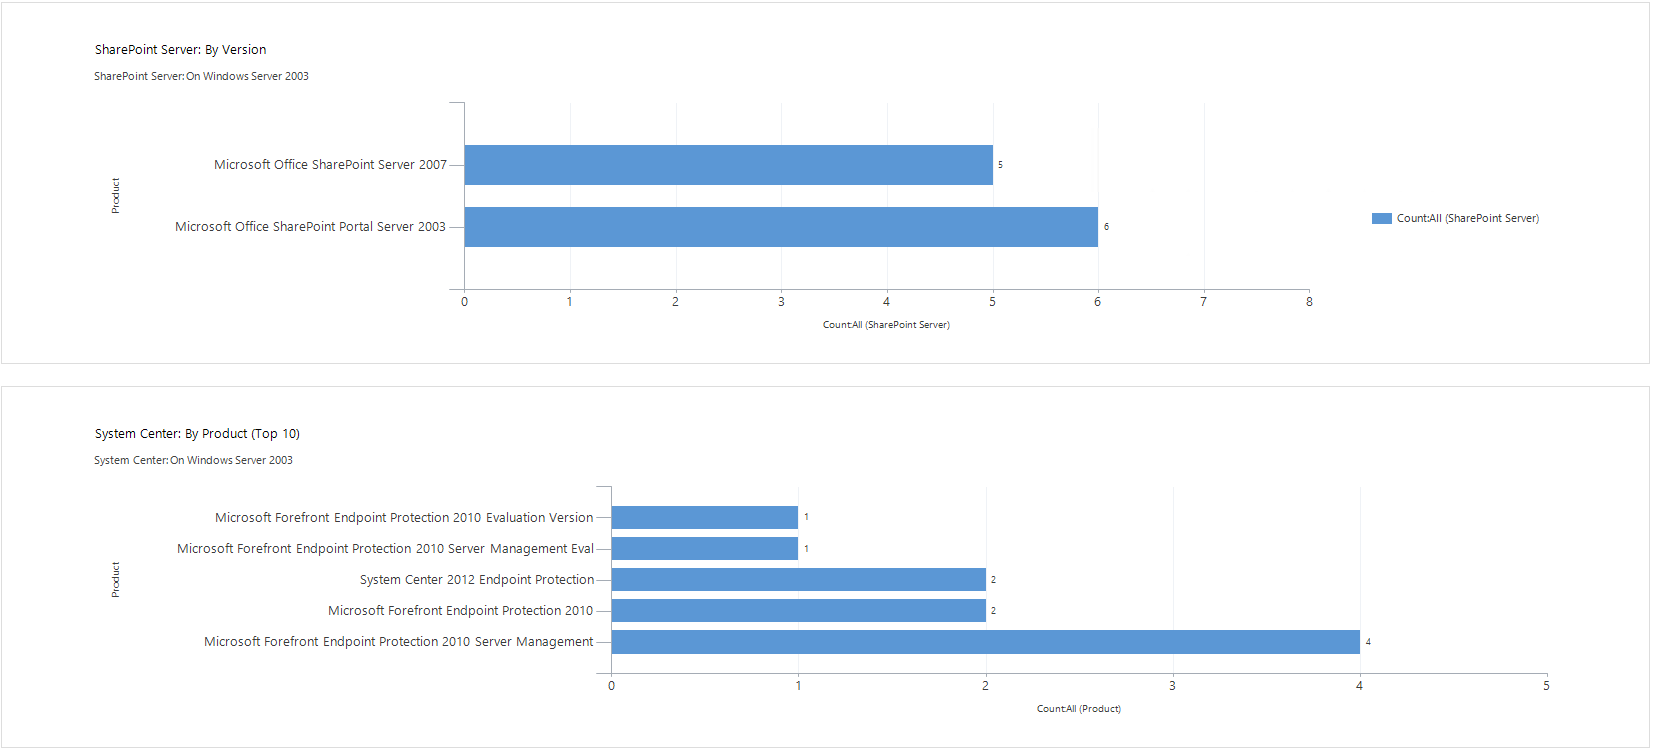 SharePoint Server: By Version
SharePoint Server:On Windows Server 2003
Product
Microsoft Office SharePoint Server 2007
5
Microsoft Office SharePoint Portal Server 2003
6
0 1 2 3 4 5 6 7 8
Count:All (SharePoint Server)
Count:All (SharePoint Server)
System Center: By Product (Top 10)
System Center:On Windows Server 2003
Product
Microsoft Forefront Endpoint Protection 2010 Evaluation Version
1
Microsoft Forefront Endpoint Protection 2010 Server Management Eval
1
System Center 2012 Endpoint Protection
2
Microsoft Forefront Endpoint Protection 2010
2
Microsoft Forefront Endpoint Protection 2010 Server Management
4
0 1 2 3 4 5
Count:All (Product)